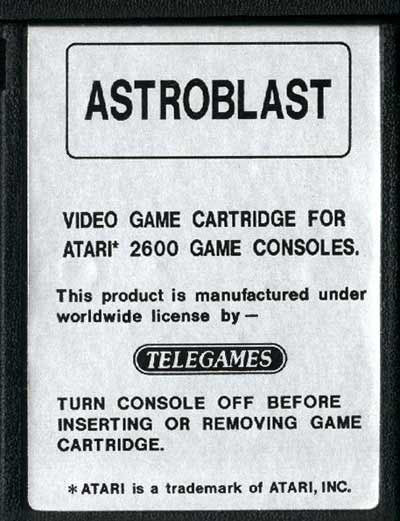 ASTROBLAST
VIDEO GAME CARTRIDGE FOR
ATARI* 2600 GAME CONSOLES.
This product is manufactured under
worldwide license by —
TELEGAMES
TURN CONSOLE OFF BEFORE
INSERTING OR REMOVING GAME
CARTRIDGE.
* ATARI is a trademark of ATARI, INC.